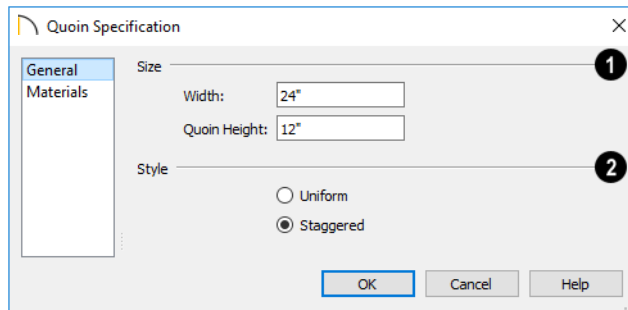 Quoin Specification
General
Materials
Size
1
Width: 24"
Quoin Height: 12"
Style
2
Uniform
Staggered
OK Cancel Help